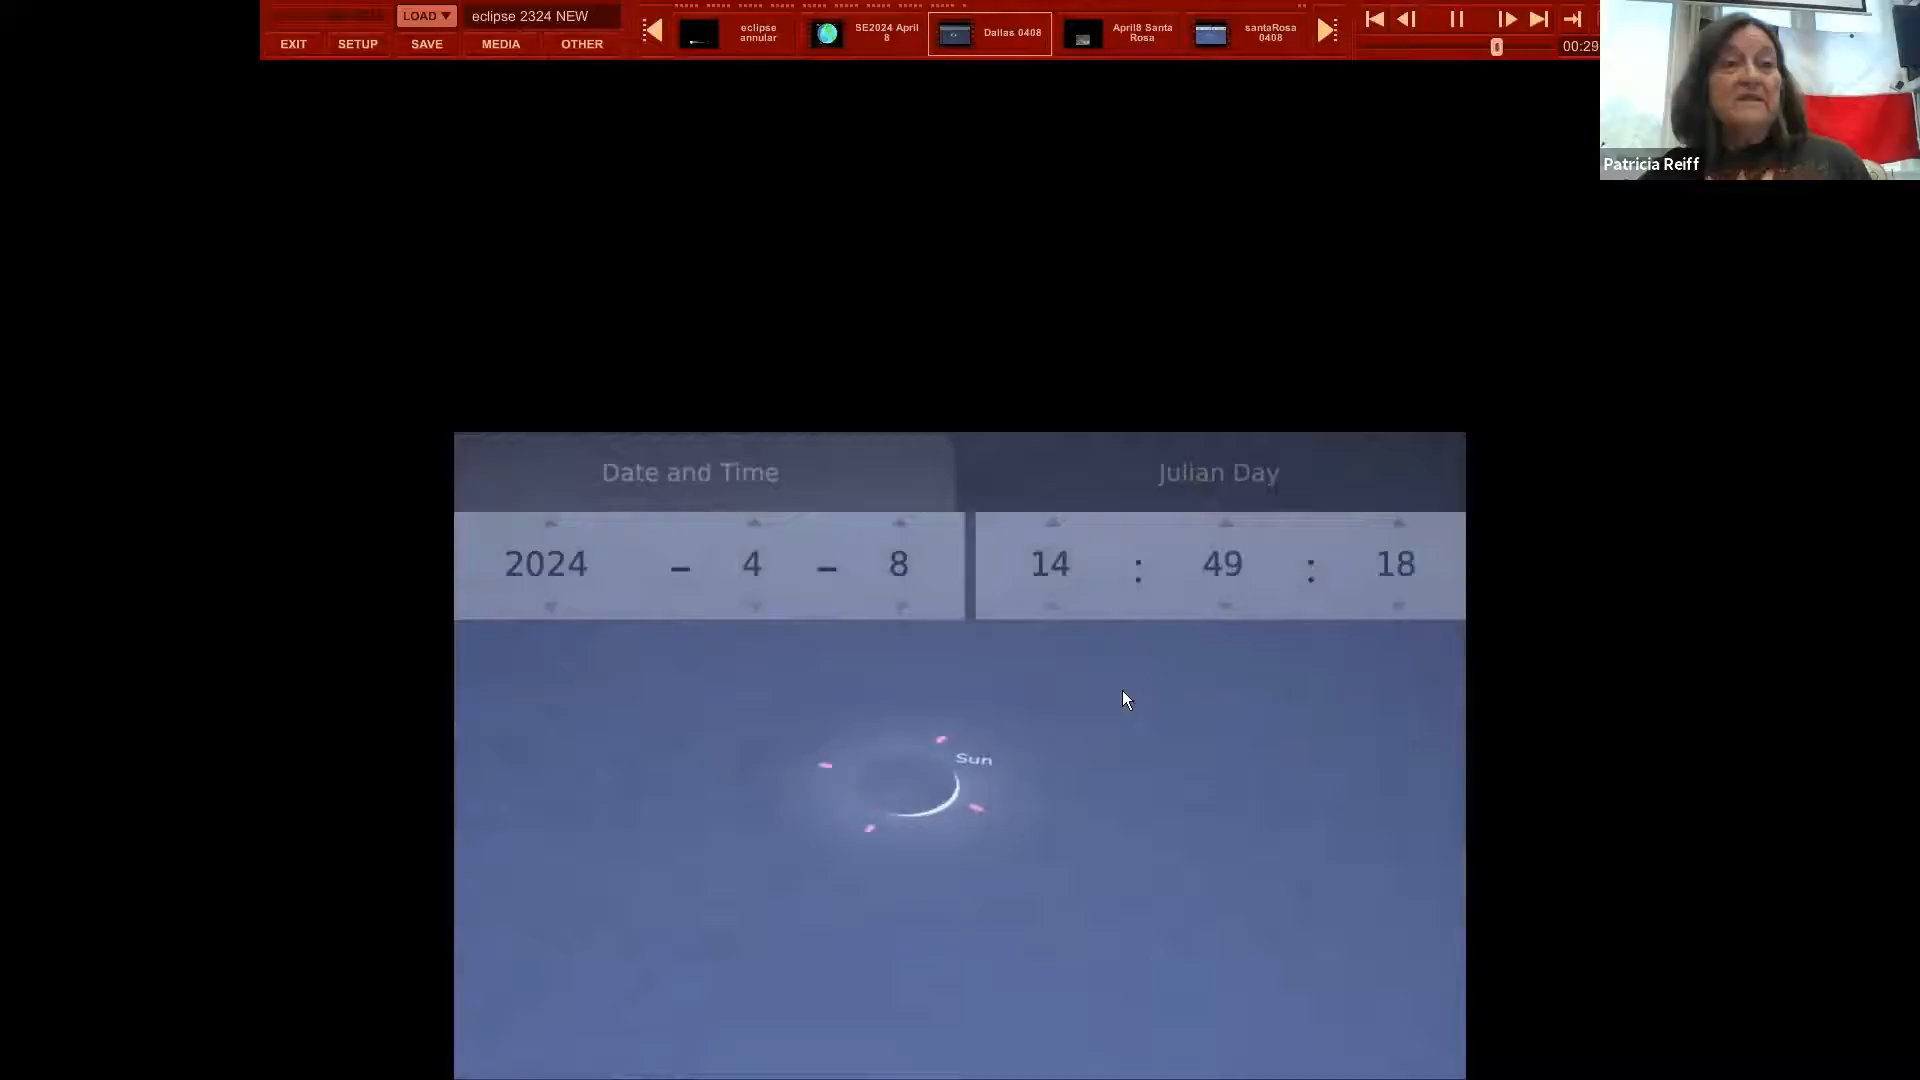 LOAD ▼ eclipse 2324 NEW
EXIT SETUP SAVE MEDIA OTHER
eclipse
annular
SE2024 April
8
Dallas 0408
April8 Santa
Rosa
santaRosa
0408
00:29
Patricia Reiff
Date and Time Julian Day
2024 - 4 - 8 14 : 49 : 18
Sun